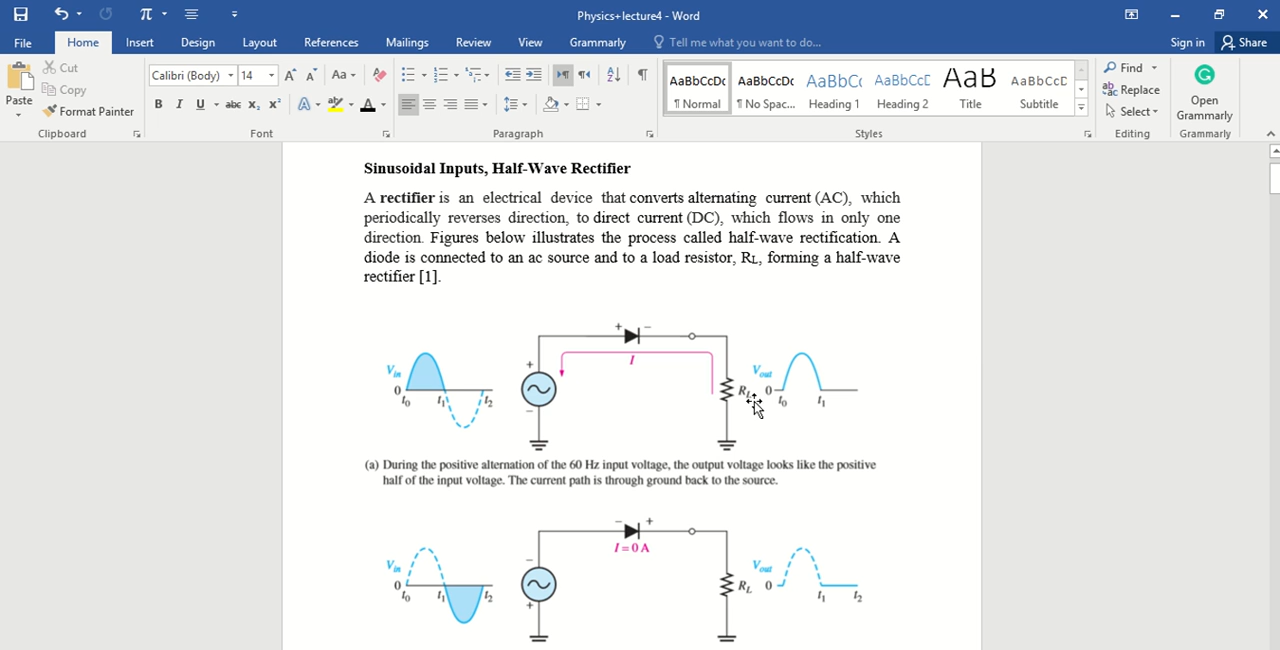 Physics+lecture4 - Word
File Home Insert Design Layout References Mailings Review View Grammarly Tell me what you want to do... Sign in Share
Paste Cut Copy Format Painter
Calibri (Body) 14
AaBbCcDc AaBbCcDc AaBbCc AaBbCcD AaB AaBbCcD
¶ Normal ¶ No Spac... Heading 1 Heading 2 Title Subtitle
Find Replace Select
Open Grammarly
Clipboard Font Paragraph Styles Editing Grammarly
Sinusoidal Inputs, Half-Wave Rectifier
A rectifier is an electrical device that converts alternating current (AC), which
periodically reverses direction, to direct current (DC), which flows in only one
direction. Figures below illustrates the process called half-wave rectification. A
diode is connected to an ac source and to a load resistor, RL, forming a half-wave
rectifier [1].
+ −
I
Vin + Vout
0 RL 0
t0 t1 t2 − t0 t1
(a) During the positive alternation of the 60 Hz input voltage, the output voltage looks like the positive
half of the input voltage. The current path is through ground back to the source.
− +
I = 0 A
Vin − Vout
0 RL 0
t0 t1 t2 + t1 t2